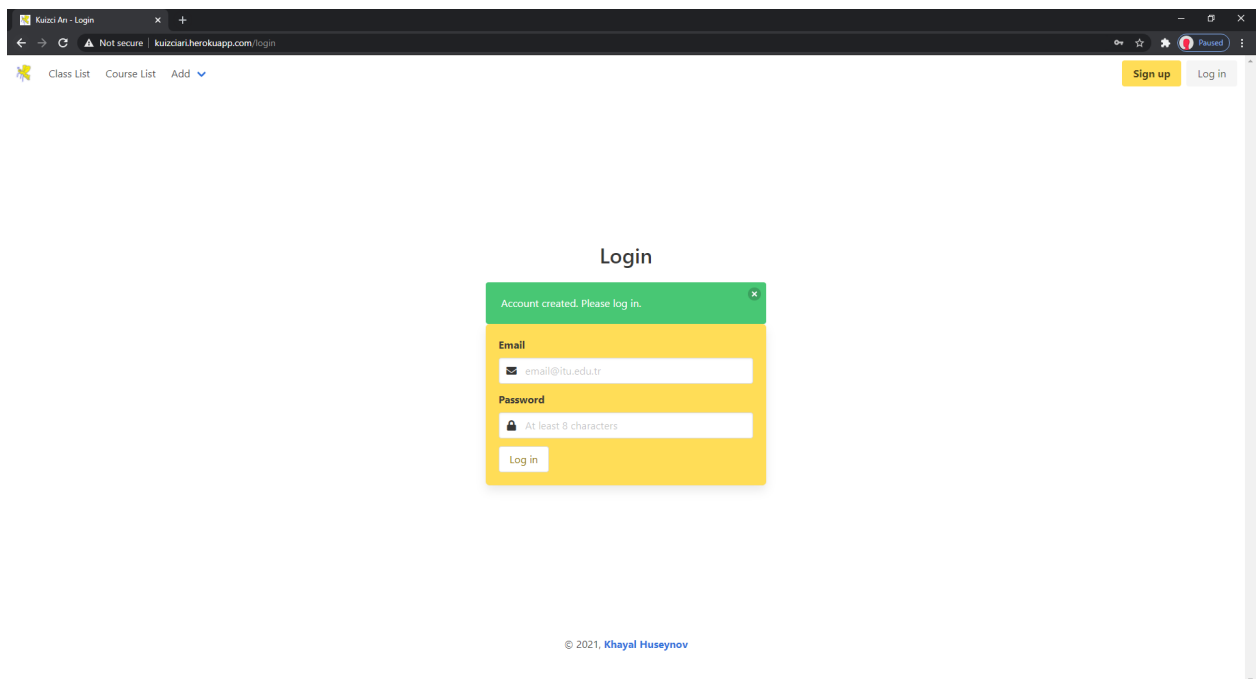 Kuizci Arı - Login
Not secure | kuizciari.herokuapp.com/login
Paused
Class List Course List Add
Sign up Log in
Login
Account created. Please log in.
Email
email@itu.edu.tr
Password
At least 8 characters
Log in
© 2021, Khayal Huseynov